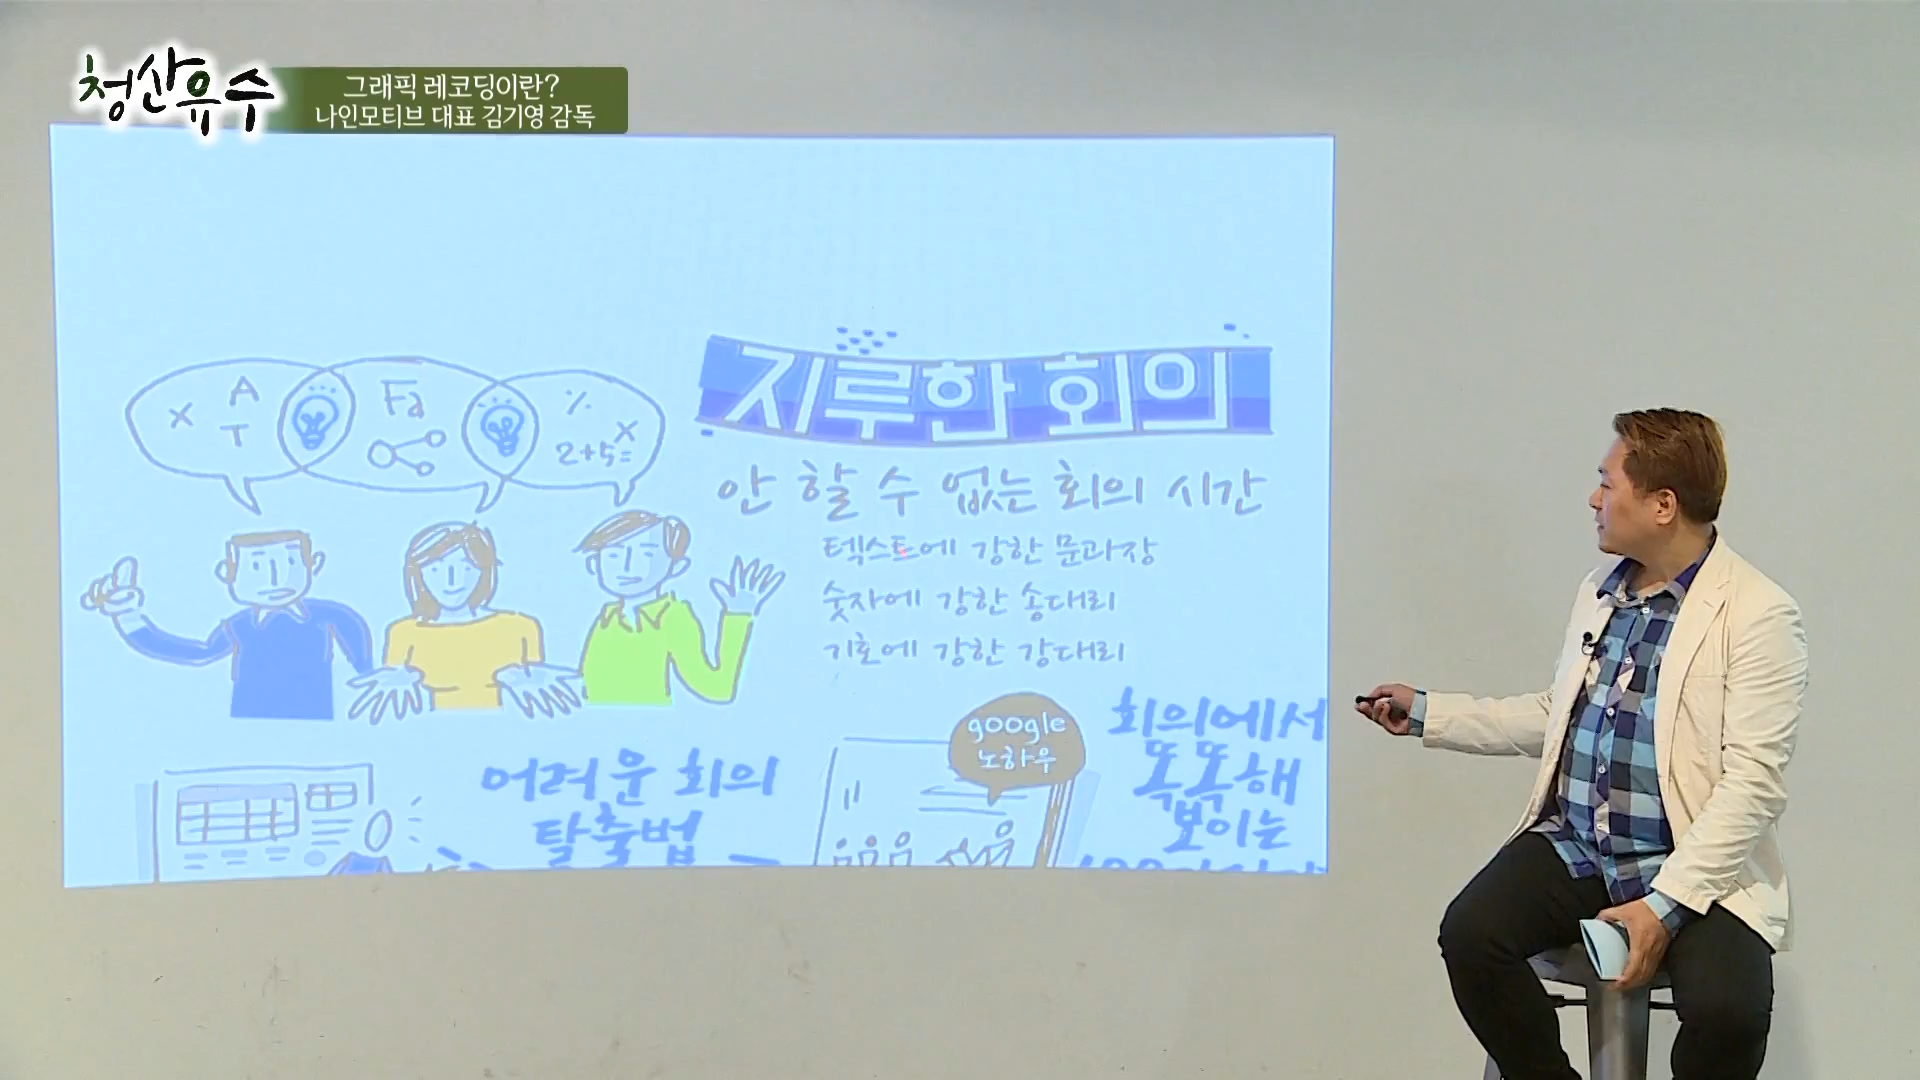 청산유수
그래픽 레코딩이란?
나인모티브 대표 김기영 감독
X A T
Fa
% X
2+5=
지루한 회의
안 할 수 없는 회의 시간
텍스트에 강한 문과장
숫자에 강한 송대리
기호에 강한 강대리
google
노하우
회의에서
똑똑해
보이는
어려운 회의
탈출법